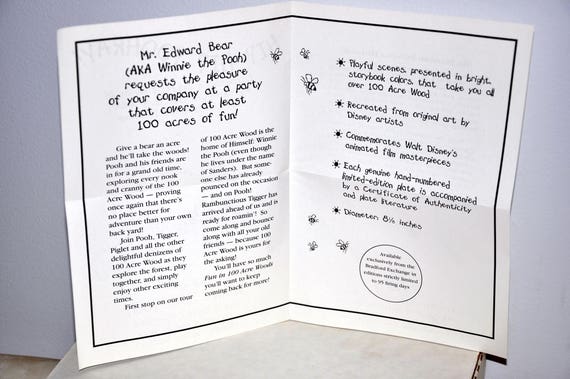 Mr. Edward Bear
(AKA Winnie the Pooh)
requests the pleasure
of your company at a party
that covers at least
100 acres of fun!
Give a bear an acre
and he'll take the woods!
Pooh and his friends are
in for a grand old time,
exploring every nook
and cranny of the 100
Acre Wood — proving
once again that there's
no place better for
adventure than your own
back yard!
Join Pooh, Tigger,
Piglet and all the other
delightful denizens of
100 Acre Wood as they
explore the forest, play
together, and simply
enjoy other exciting
times.
First stop on our tour
of 100 Acre Wood is the
home of Himself: Winnie
the Pooh (even though
he lives under the name
of Sanders). But some-
one else has already
pounced on the occasion
— and on Pooh!
Rambunctious Tigger has
arrived ahead of us and is
ready for roamin'! So
come along and bounce
along with all your old
friends — because 100
Acre Wood is yours for
the asking!
You'll have so much
Fun in 100 Acre Woods
you'll want to keep
coming back for more!
Playful scenes, presented in bright,
storybook colors, that take you all
over 100 Acre Wood
Recreated from original art by
Disney artists
Commemorates Walt Disney's
animated film masterpieces
Each genuine hand-numbered
limited-edition plate is accompanied
by a Certificate of Authenticity
and plate literature
Diameter: 8¼ inches
Available
exclusively from the
Bradford Exchange in
editions strictly limited
to 95 firing days